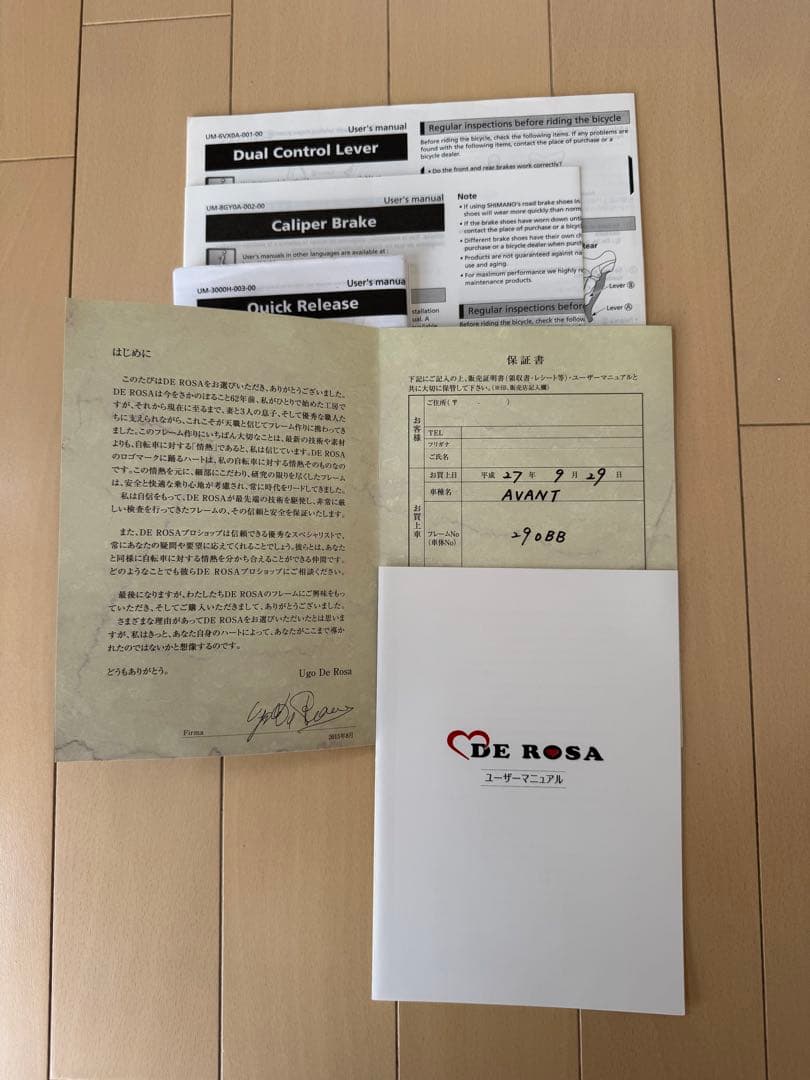 UM-6VX0A-001-00
User's manual
Dual Control Lever
Regular inspections before riding the bicycle
Before riding the bicycle, check the following items. If any problems are
found with the following items, contact the place of purchase or a
bicycle dealer.
• Do the front and rear brakes work correctly?
UM-8GY0A-002-00
User's manual
Caliper Brake
User's manuals in other languages are available at :
Note
• If using SHIMANO's road brake shoes in
shoes will wear more quickly than norm
• If the brake shoes have worn down until
contact the place of purchase or a bicycl
• Different brake shoes have their own ch
purchase or a bicycle dealer when purch
• Products are not guaranteed against na
use and aging.
• For maximum performance we highly re
maintenance products.
Regular inspections before
Before riding the bicycle, check the follow
Lever Ⓑ
Lever Ⓐ
UM-3000H-003-00
User's manua
Quick Release
はじめに
このたびはDE ROSAをお選びいただき、ありがとうございました。
DE ROSAは今をさかのぼること62年前、私がひとりで始めた工房で
すが、それから現在に至るまで、妻と3人の息子、そして優秀な職人た
ちに支えられながら、これこそが天職と信じてフレーム作りに携わってき
ました。このフレーム作りにいちばん大切なことは、最新の技術や素材
よりも、自転車に対する「情熱」であると、私は信じています。DE ROSA
のロゴマークに踊るハートは、私の自転車に対する情熱そのものなの
です。この情熱を元に、細部にこだわり、研究の限りを尽くしたフレーム
は、安全と快適な乗り心地が考慮され、常に時代をリードしてきました。
私は自信をもって、DE ROSAが最先端の技術を駆使し、非常に厳
しい検査を行ってきたフレームの、その信頼と安全を保証いたします。
また、DE ROSAプロショップは信頼できる優秀なスペシャリストで、
常にあなたの疑問や要望に応えてくれることでしょう。彼らとは、あなた
と同様に自転車に対する情熱を分かち合えることができる仲間です。
どのようなことでも彼らDE ROSAプロショップにご相談ください。
最後になりますが、わたしたちDE ROSAのフレームにご興味をもっ
ていただき、そしてご購入いただきまして、ありがとうございました。
さまざまな理由があってDE ROSAをお選びいただいたとは思いま
すが、私はきっと、あなた自身のハートによって、あなたがここまで導か
れたのではないかと想像するのです。
どうもありがとう。
Ugo De Rosa
Firma
2015年8月
保証書
下記にご記入の上、販売証明書(領収書・レシート等)・ユーザーマニュアルと
共に大切に保管して下さい。(※印、販売店記入欄)
お客様
ご住所(〒 - )
TEL
フリガナ
ご氏名
お買上車
お買上日 平成 27 年 9 月 29 日
車種名 AVANT
フレームNo
(車体No)
290BB
DE ROSA
ユーザーマニュアル